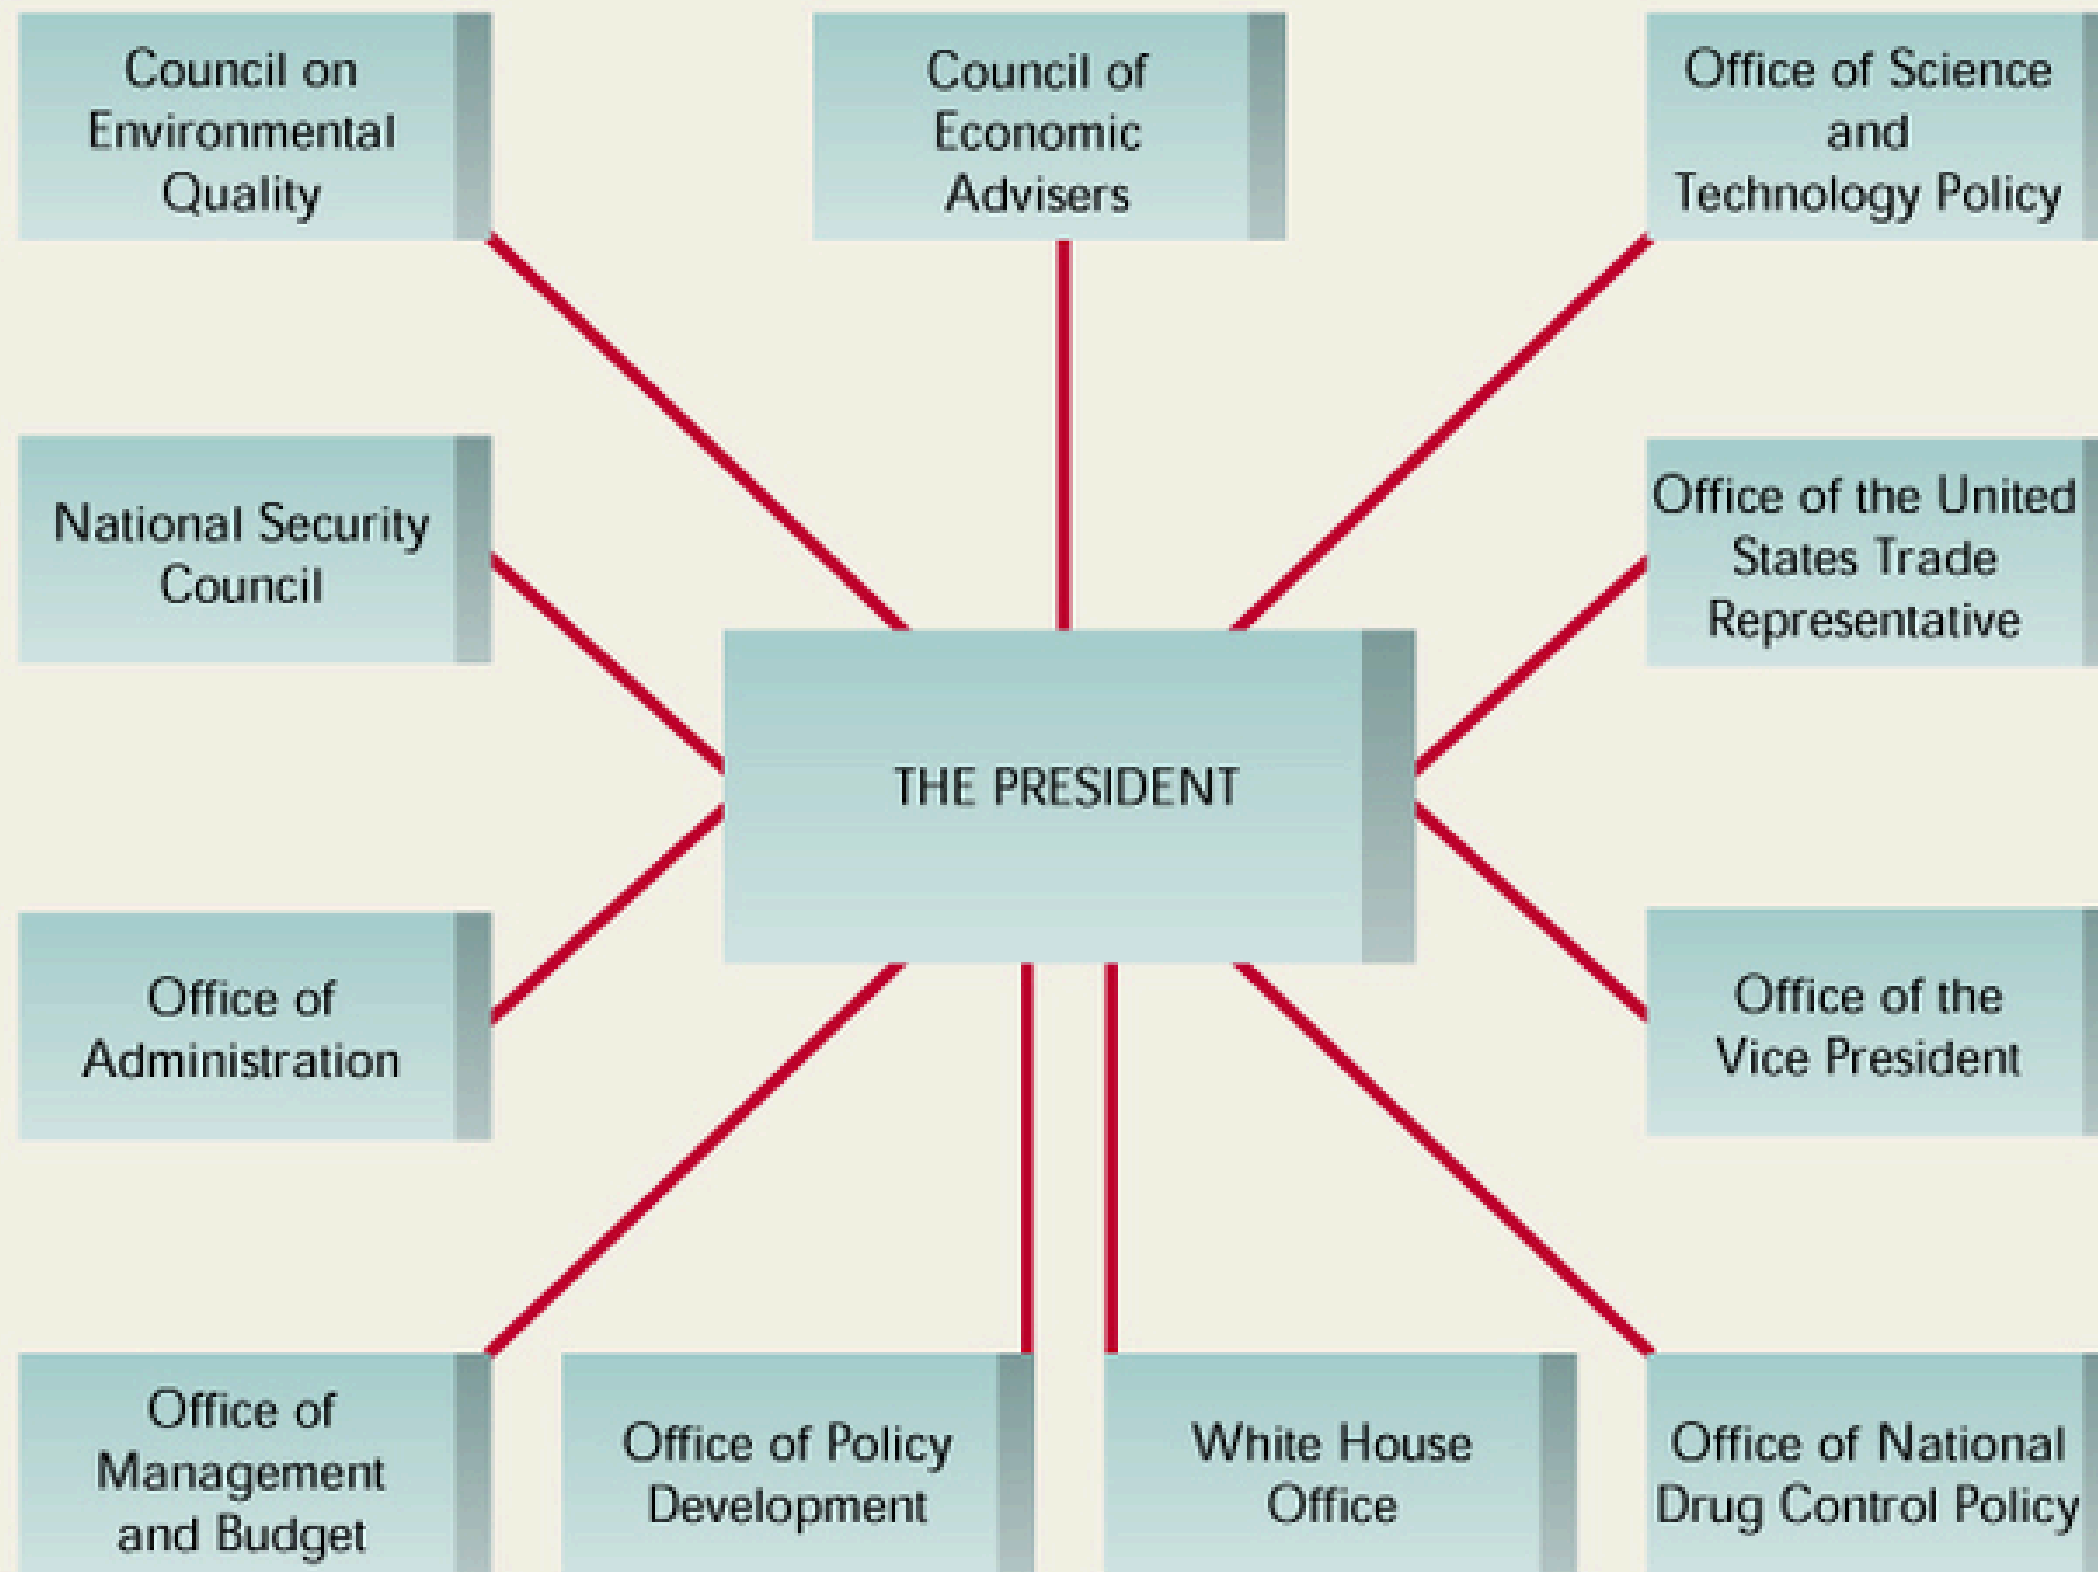 Council on
Environmental
Quality
Council of
Economic
Advisers
Office of Science
and
Technology Policy
National Security
Council
Office of the United
States Trade
Representative
THE PRESIDENT
Office of
Administration
Office of the
Vice President
Office of
Management
and Budget
Office of Policy
Development
White House
Office
Office of National
Drug Control Policy